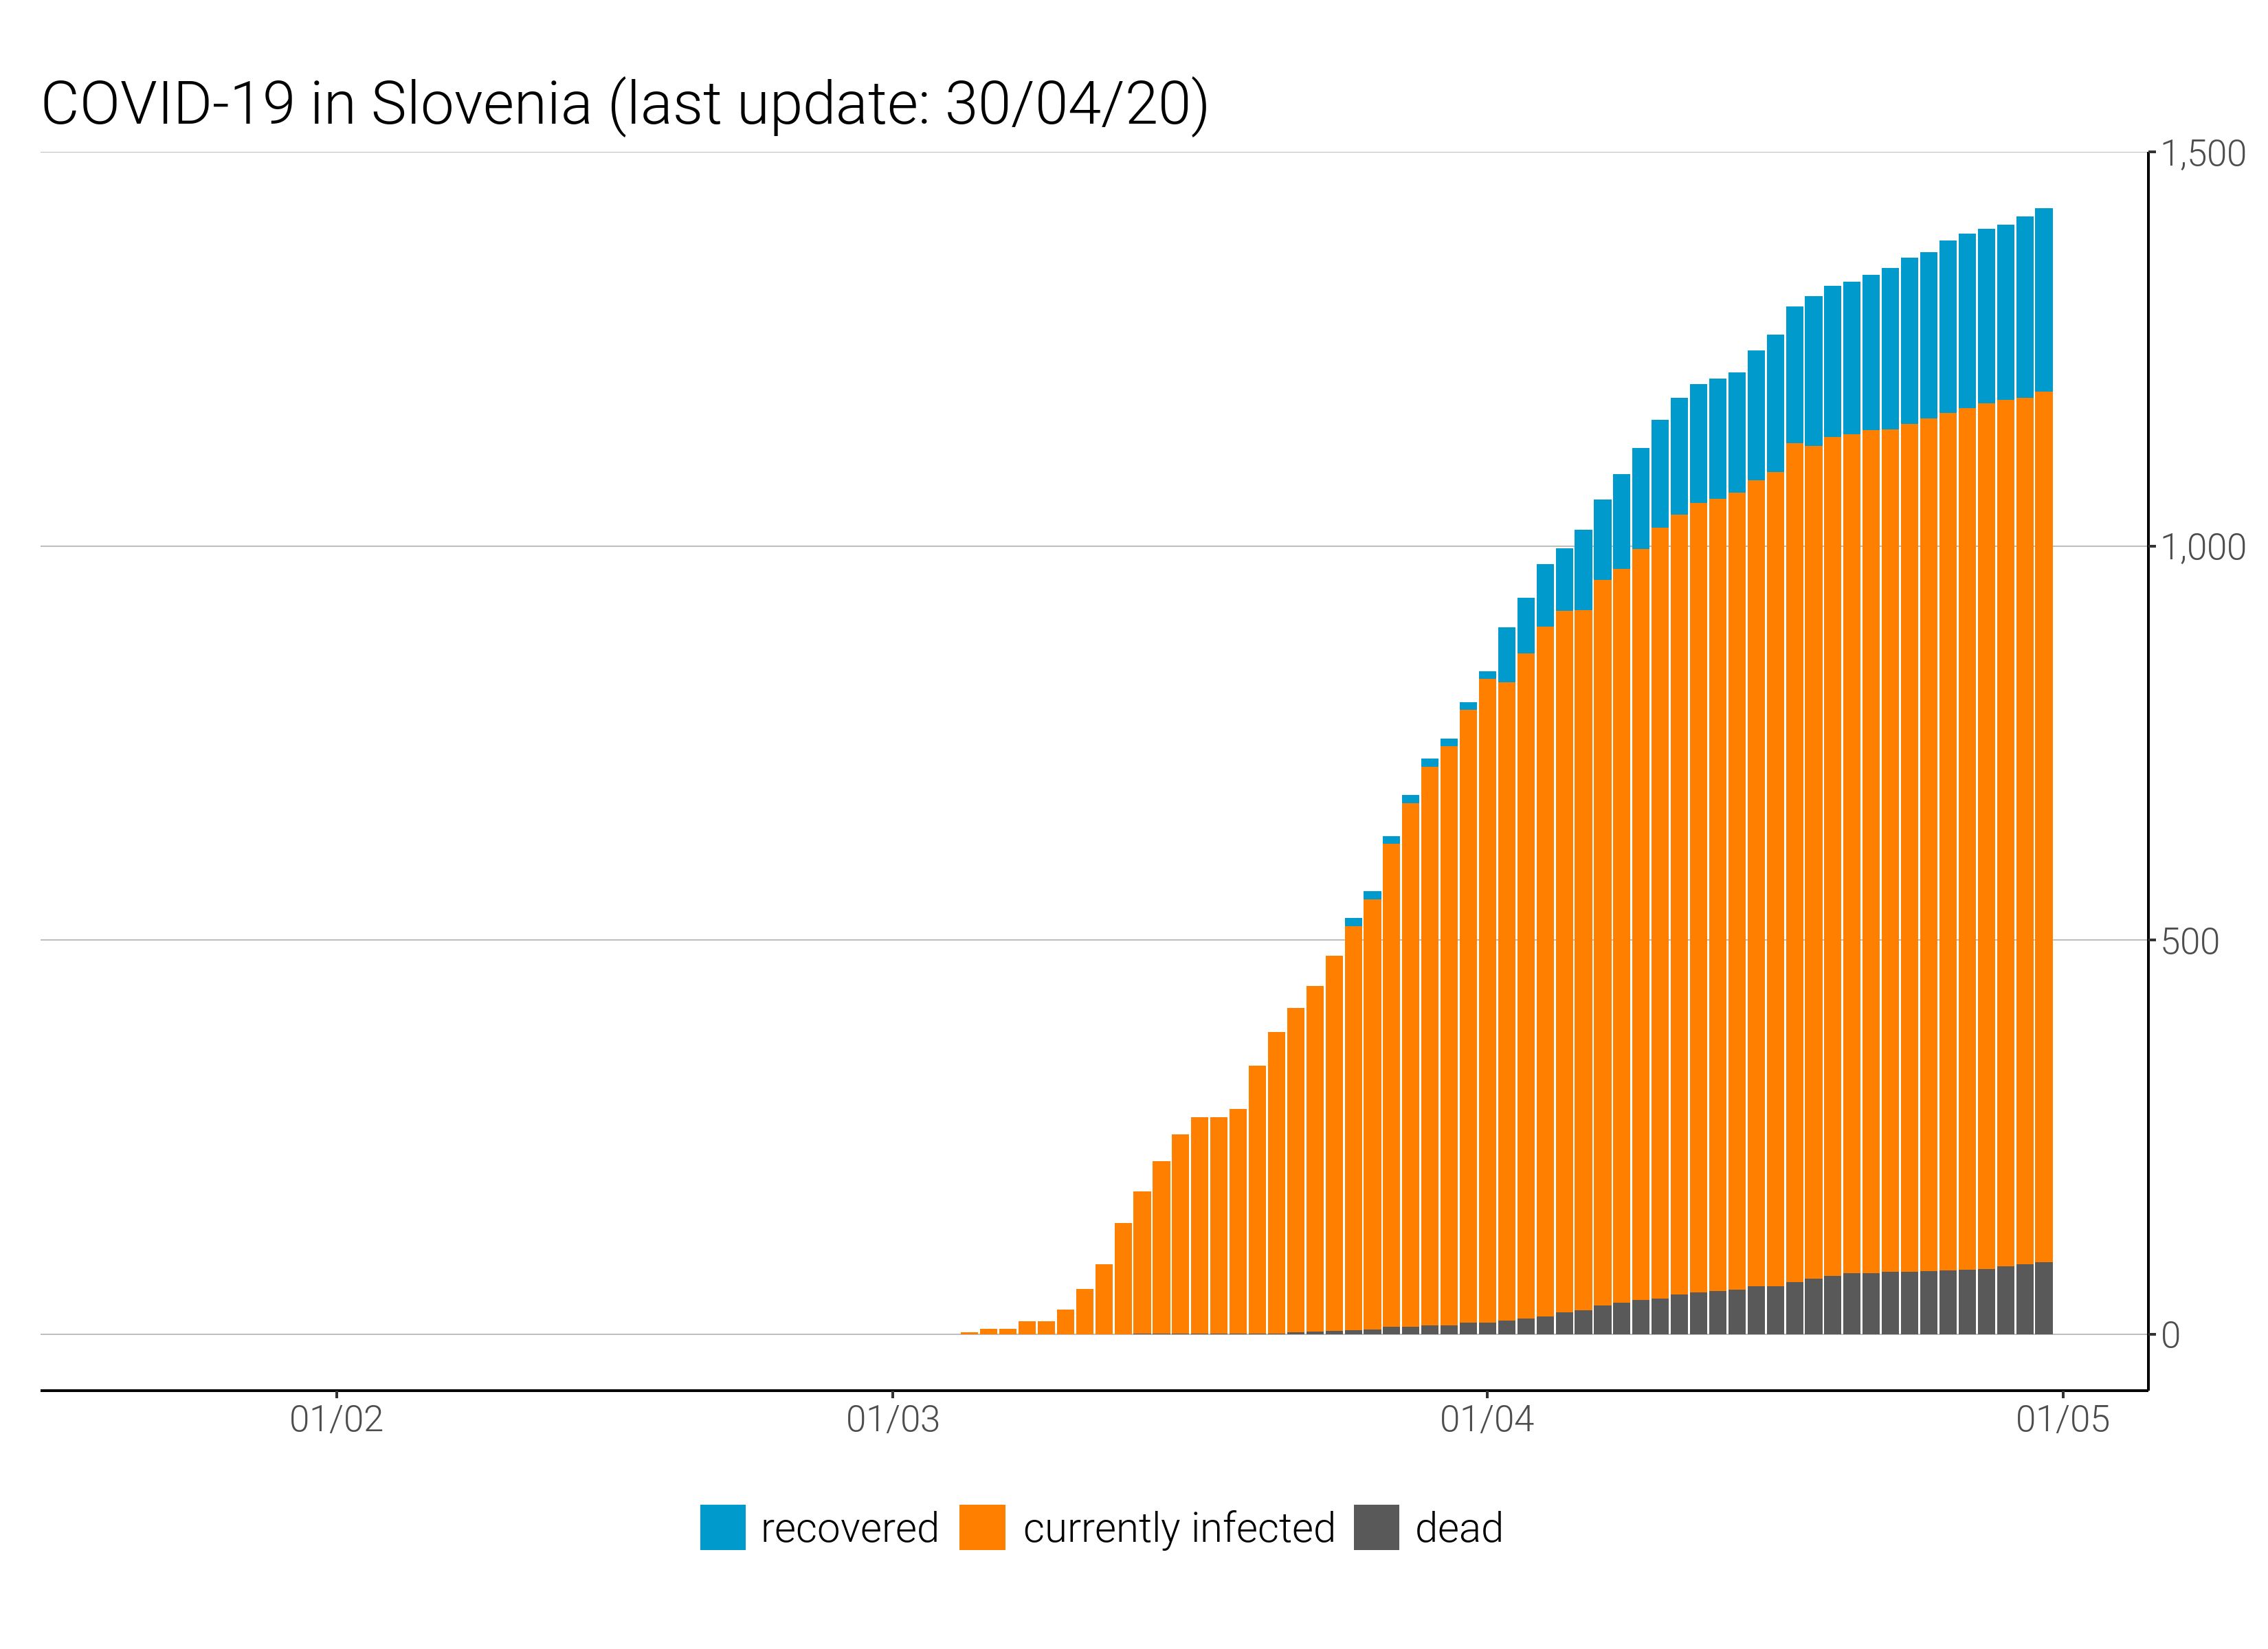 COVID-19 in Slovenia (last update: 30/04/20)
1,500
1,000
500
0
01/02 01/03 01/04 01/05
recovered currently infected dead